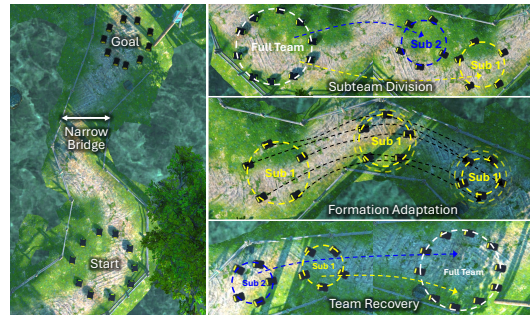 Goal
Narrow
Bridge
Start
Full Team
Sub 2
Sub 1
Subteam Division
Sub 1
Sub 1
Sub 1
Formation Adaptation
Sub 2
Sub 1
Full Team
Team Recovery